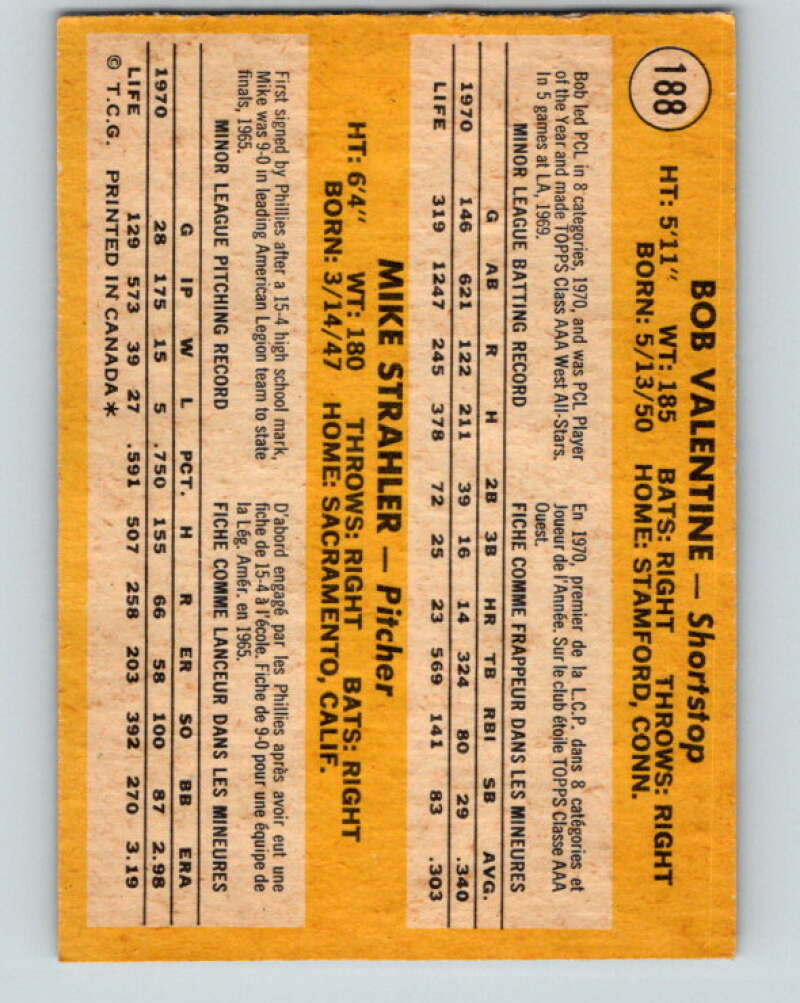 188
BOB VALENTINE — Shortstop
HT: 5'11" WT: 185 BATS: RIGHT THROWS: RIGHT
BORN: 5/13/50 HOME: STAMFORD, CONN.
Bob led PCL in 8 categories, 1970, and was PCL Player
of the Year and made TOPPS Class AAA West All-Stars.
In 5 games at LA, 1969.
En 1970, premier de la L.C.P. dans 8 catégories et
Joueur de l'Année. Sur le club étoile TOPPS Classe AAA
Ouest.
MINOR LEAGUE BATTING RECORD FICHE COMME FRAPPEUR DANS LES MINEURES
G AB R H 2B 3B HR TB RBI SB AVG.
1970 146 621 122 211 39 16 14 324 80 29 .340
LIFE 319 1247 245 378 72 25 23 569 141 83 .303
MIKE STRAHLER — Pitcher
HT: 6'4" WT: 180 THROWS: RIGHT BATS: RIGHT
BORN: 3/14/47 HOME: SACRAMENTO, CALIF.
First signed by Phillies after a 15-4 high school mark,
Mike was 9-0 in leading American Legion team to state
finals, 1965.
D'abord engagé par les Phillies après avoir eut une
fiche de 15-4 à l'école. Fiche de 9-0 pour une équipe de
la Lég. Amér. en 1965.
MINOR LEAGUE PITCHING RECORD FICHE COMME LANCEUR DANS LES MINEURES
G IP W L PCT. H R ER SO BB ERA
1970 28 175 15 5 .750 155 66 58 100 87 2.98
LIFE 129 573 39 27 .591 507 258 203 392 270 3.19
© T.C.G. PRINTED IN CANADA*